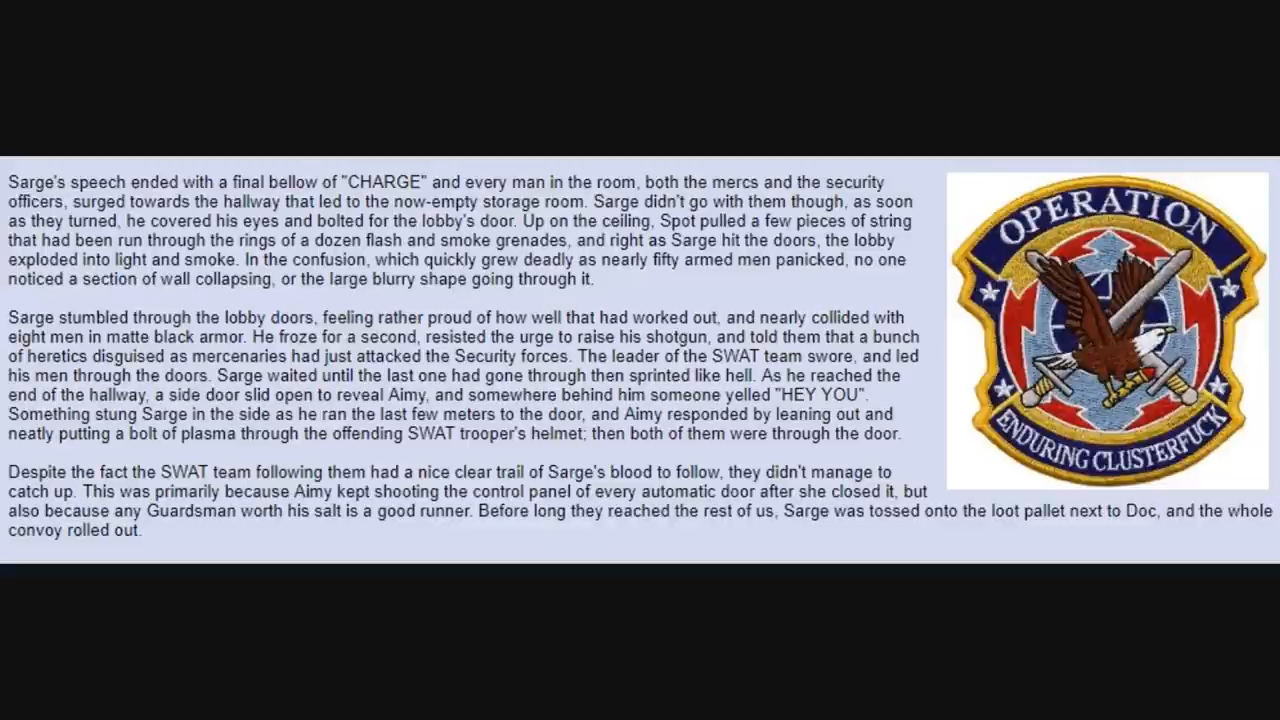 Sarge's speech ended with a final bellow of "CHARGE" and every man in the room, both the mercs and the security
officers, surged towards the hallway that led to the now-empty storage room. Sarge didn't go with them though, as soon
as they turned, he covered his eyes and bolted for the lobby's door. Up on the ceiling, Spot pulled a few pieces of string
that had been run through the rings of a dozen flash and smoke grenades, and right as Sarge hit the doors, the lobby
exploded into light and smoke. In the confusion, which quickly grew deadly as nearly fifty armed men panicked, no one
noticed a section of wall collapsing, or the large blurry shape going through it.
Sarge stumbled through the lobby doors, feeling rather proud of how well that had worked out, and nearly collided with
eight men in matte black armor. He froze for a second, resisted the urge to raise his shotgun, and told them that a bunch
of heretics disguised as mercenaries had just attacked the Security forces. The leader of the SWAT team swore, and led
his men through the doors. Sarge waited until the last one had gone through then sprinted like hell. As he reached the
end of the hallway, a side door slid open to reveal Aimy, and somewhere behind him someone yelled "HEY YOU".
Something stung Sarge in the side as he ran the last few meters to the door, and Aimy responded by leaning out and
neatly putting a bolt of plasma through the offending SWAT trooper's helmet; then both of them were through the door.
Despite the fact the SWAT team following them had a nice clear trail of Sarge's blood to follow, they didn't manage to
catch up. This was primarily because Aimy kept shooting the control panel of every automatic door after she closed it, but
also because any Guardsman worth his salt is a good runner. Before long they reached the rest of us, Sarge was tossed onto the loot pallet next to Doc, and the whole
convoy rolled out.
OPERATION
ENDURING CLUSTERFUCK